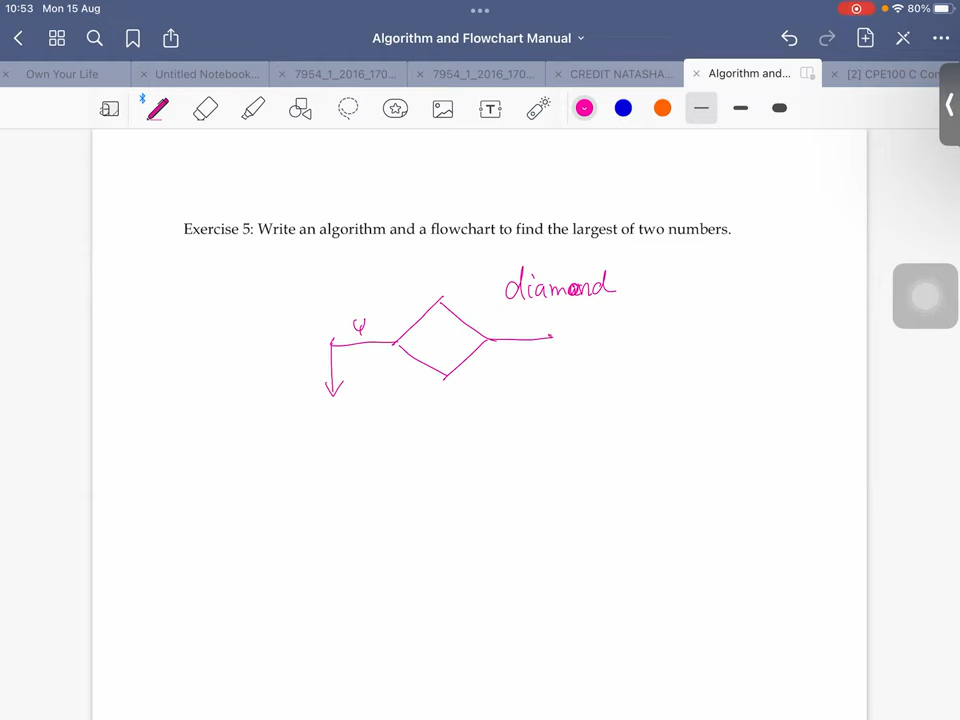 10:53 Mon 15 Aug
80%
Algorithm and Flowchart Manual
Own Your Life
Untitled Notebook...
7954_1_2016_170...
7954_1_2016_170...
CREDIT NATASHA...
Algorithm and...
[2] CPE100 C Con
T
Exercise 5: Write an algorithm and a flowchart to find the largest of two numbers.
diamond